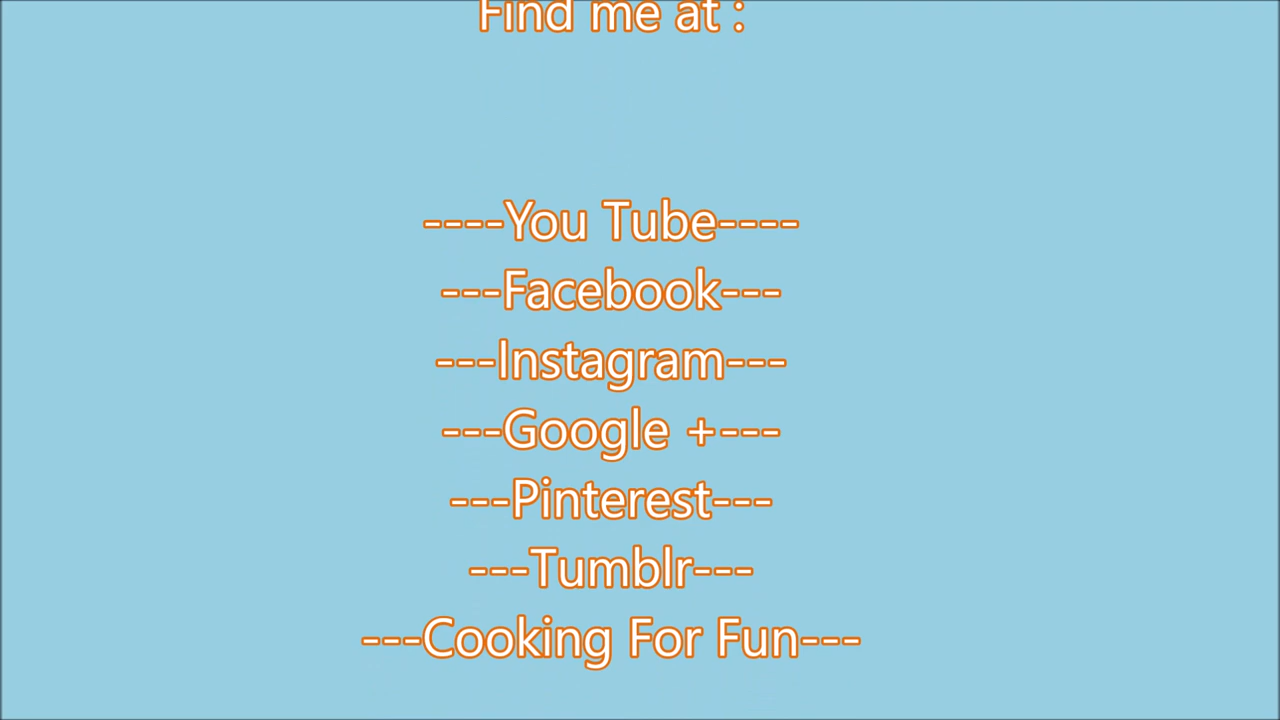 Find me at :
----You Tube----
---Facebook---
---Instagram---
---Google +---
---Pinterest---
---Tumblr---
---Cooking For Fun---